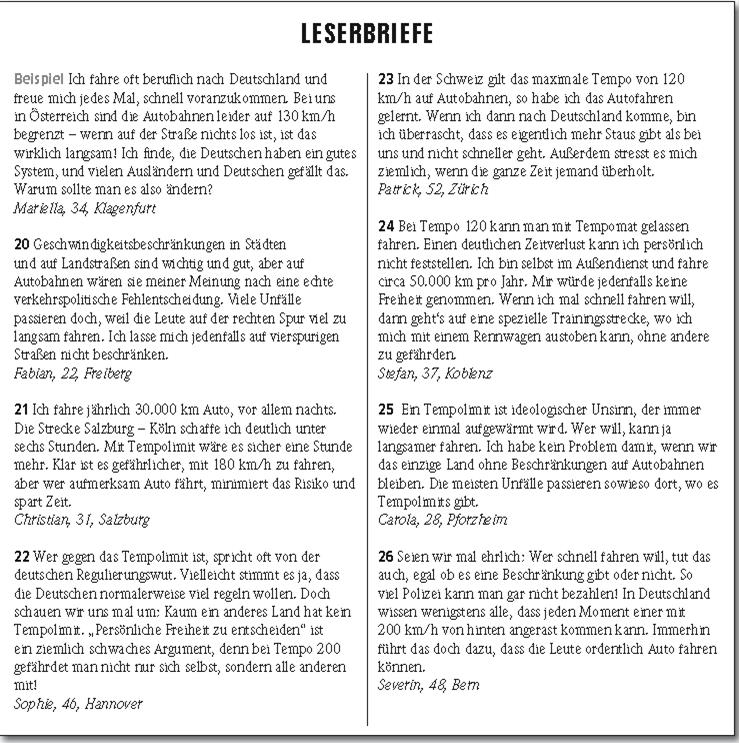 LESERBRIEFE
Beispiel Ich fahre oft beruflich nach Deutschland und
freue mich jedes Mal, schnell voranzukommen. Bei uns
in Österreich sind die Autobahnen leider auf 130 km/h
begrenzt – wenn auf der Straße nichts los ist, ist das
wirklich langsam! Ich finde, die Deutschen haben ein gutes
System, und vielen Ausländern und Deutschen gefällt das.
Warum sollte man es also ändern?
Mariella, 34, Klagenfurt
20 Geschwindigkeitsbeschränkungen in Städten
und auf Landstraßen sind wichtig und gut, aber auf
Autobahnen wären sie meiner Meinung nach eine echte
verkehrspolitische Fehlentscheidung. Viele Unfälle
passieren doch, weil die Leute auf der rechten Spur viel zu
langsam fahren. Ich lasse mich jedenfalls auf vierspurigen
Straßen nicht beschränken.
Fabian, 22, Freiberg
21 Ich fahre jährlich 30.000 km Auto, vor allem nachts.
Die Strecke Salzburg – Köln schaffe ich deutlich unter
sechs Stunden. Mit Tempolimit wäre es sicher eine Stunde
mehr. Klar ist es gefährlicher, mit 180 km/h zu fahren,
aber wer aufmerksam Auto fährt, minimiert das Risiko und
spart Zeit.
Christian, 31, Salzburg
22 Wer gegen das Tempolimit ist, spricht oft von der
deutschen Regulierungswut. Vielleicht stimmt es ja, dass
die Deutschen normalerweise viel regeln wollen. Doch
schauen wir uns mal um: Kaum ein anderes Land hat kein
Tempolimit. „Persönliche Freiheit zu entscheiden“ ist
ein ziemlich schwaches Argument, denn bei Tempo 200
gefährdet man nicht nur sich selbst, sondern alle anderen
mit!
Sophie, 46, Hannover
23 In der Schweiz gilt das maximale Tempo von 120
km/h auf Autobahnen, so habe ich das Autofahren
gelernt. Wenn ich dann nach Deutschland komme, bin
ich überrascht, dass es eigentlich mehr Staus gibt als bei
uns und nicht schneller geht. Außerdem stresst es mich
ziemlich, wenn die ganze Zeit jemand überholt.
Patrick, 52, Zürich
24 Bei Tempo 120 kann man mit Tempomat gelassen
fahren. Einen deutlichen Zeitverlust kann ich persönlich
nicht feststellen. Ich bin selbst im Außendienst und fahre
circa 50.000 km pro Jahr. Mir würde jedenfalls keine
Freiheit genommen. Wenn ich mal schnell fahren will,
dann geht's auf eine spezielle Trainingsstrecke, wo ich
mich mit einem Rennwagen austoben kann, ohne andere
zu gefährden.
Stefan, 37, Koblenz
25 Ein Tempolimit ist ideologischer Unsinn, der immer
wieder einmal aufgewärmt wird. Wer will, kann ja
langsamer fahren. Ich habe kein Problem damit, wenn wir
das einzige Land ohne Beschränkungen auf Autobahnen
bleiben. Die meisten Unfälle passieren sowieso dort, wo es
Tempolimits gibt.
Carola, 28, Pforzheim
26 Seien wir mal ehrlich: Wer schnell fahren will, tut das
auch, egal ob es eine Beschränkung gibt oder nicht. So
viel Polizei kann man gar nicht bezahlen! In Deutschland
wissen wenigstens alle, dass jeden Moment einer mit
200 km/h von hinten angerast kommen kann. Immerhin
führt das doch dazu, dass die Leute ordentlich Auto fahren
können.
Severin, 48, Bern